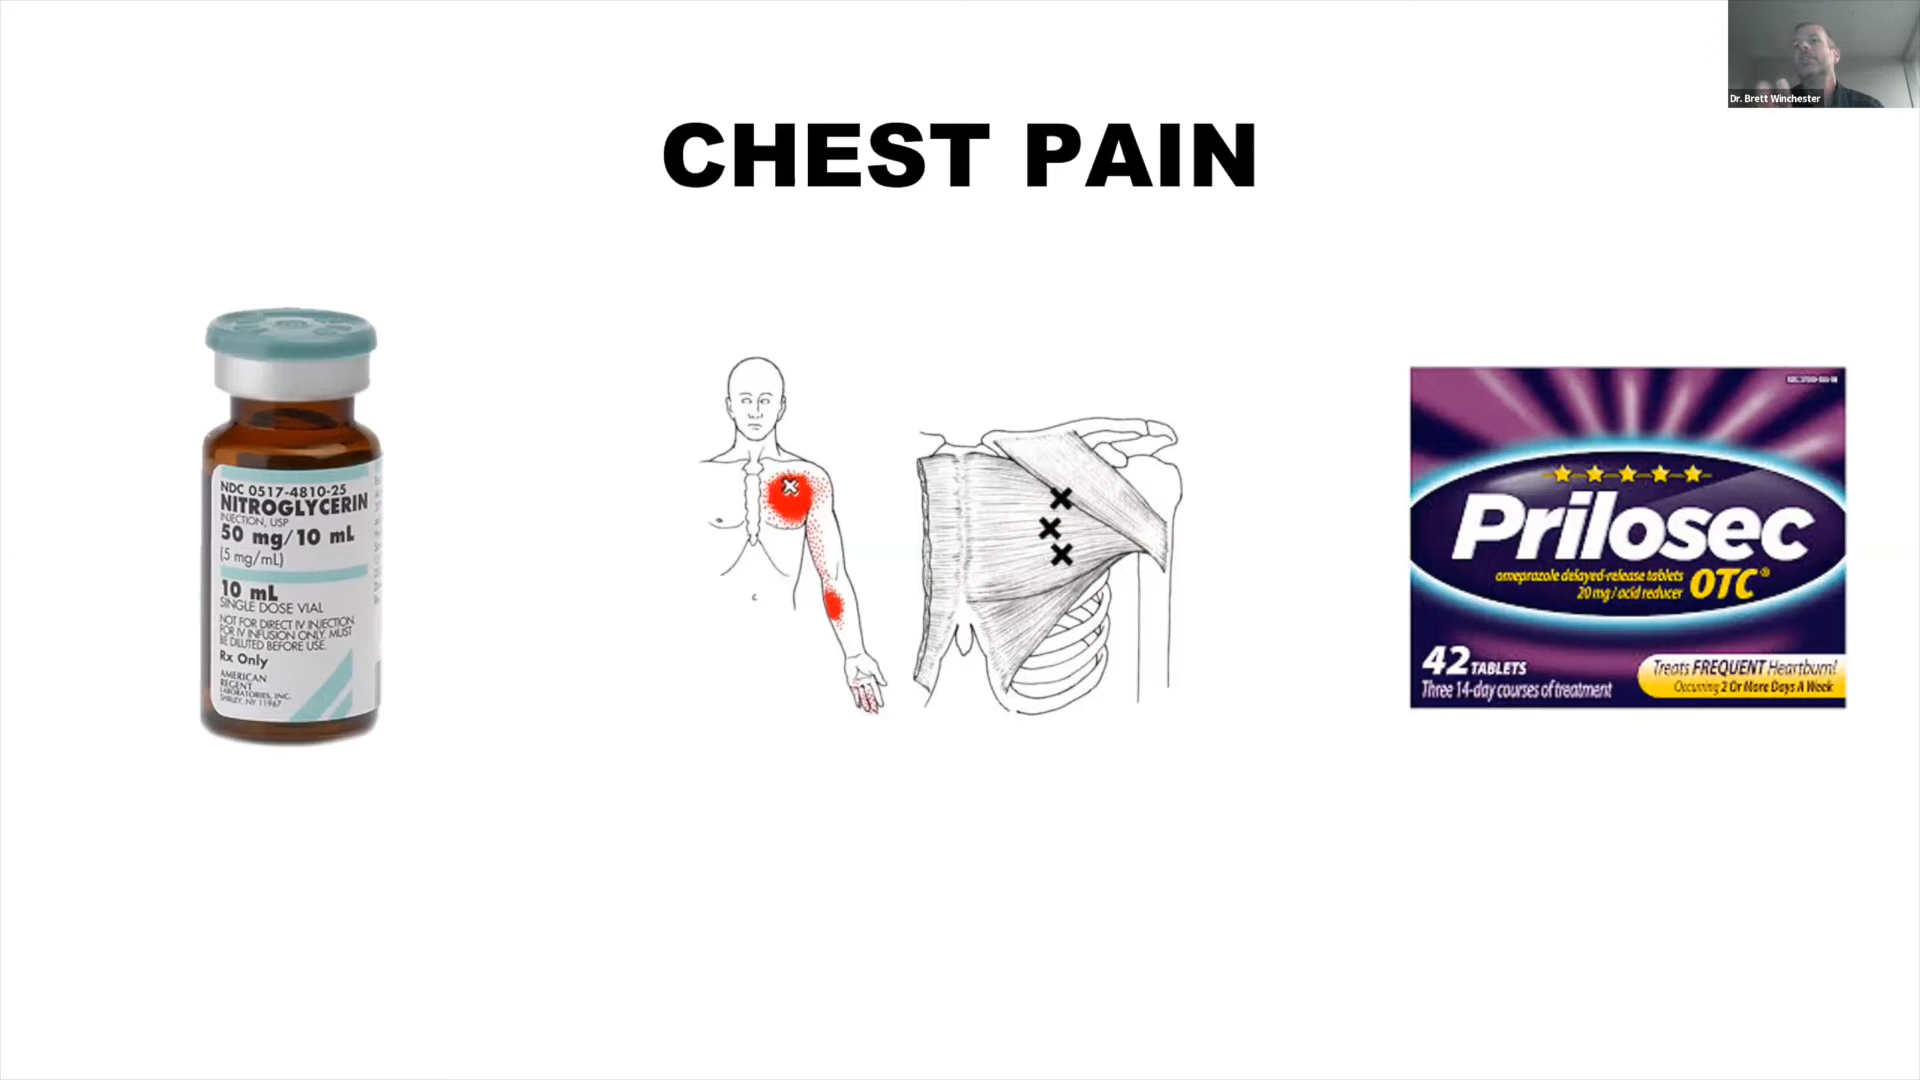 Dr. Brett Winchester
CHEST PAIN
NDC 0517-4810-25
NITROGLYCERIN
INJECTION, USP
50 mg/10 mL
(5 mg/mL)
10 mL
SINGLE DOSE VIAL
NOT FOR DIRECT IV INJECTION.
FOR IV INFUSION ONLY. MUST
BE DILUTED BEFORE USE.
Rx Only
AMERICAN
REGENT
LABORATORIES, INC.
SHIRLEY, NY 11967
C
Prilosec
omeprazole delayed-release tablets
20 mg / acid reducer
OTC®
42 TABLETS
Three 14-day courses of treatment
Treats FREQUENT Heartburn!
Occurring 2 Or More Days A Week